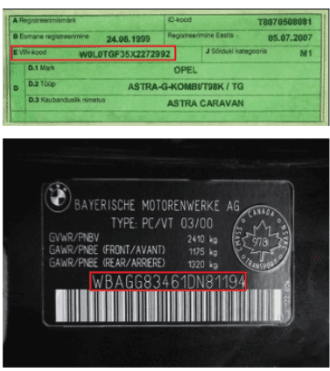 A Registreerimismärk ID-kood T8070508081
B Esmane registreerimine 24.08.1999 Registreerimine Eestis 05.07.2007
E VIN-kood W0L0TGF35X2272992 J Sõiduki kategooria M1
D.1 Mark OPEL
D D.2 Tüüp ASTRA-G-KOMBI/T98K / TG
D.3 Kaubanduslik nimetus ASTRA CARAVAN
BAYERISCHE MOTORENWERKE AG
TYPE: PC/VT 03/00
GVWR/PNBV 2410 kg
GAWR/PNBE (FRONT/AVANT) 1175 kg
GAWR/PNBE (REAR/ARRIERE) 1320 kg
CANADA
978
TRANSPORT
WBAGG83461DN81194